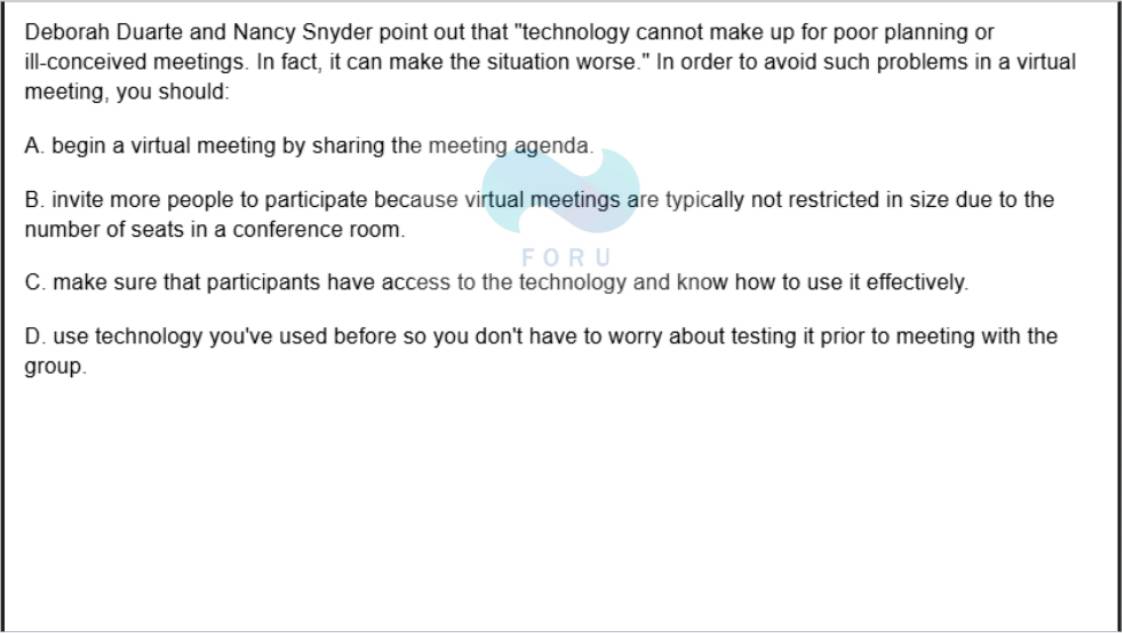 Deborah Duarte and Nancy Snyder point out that "technology cannot make up for poor planning or
ill-conceived meetings. In fact, it can make the situation worse." In order to avoid such problems in a virtual
meeting, you should:
A. begin a virtual meeting by sharing the meeting agenda.
B. invite more people to participate because virtual meetings are typically not restricted in size due to the
number of seats in a conference room.
FORU
C. make sure that participants have access to the technology and know how to use it effectively.
D. use technology you've used before so you don't have to worry about testing it prior to meeting with the
group.